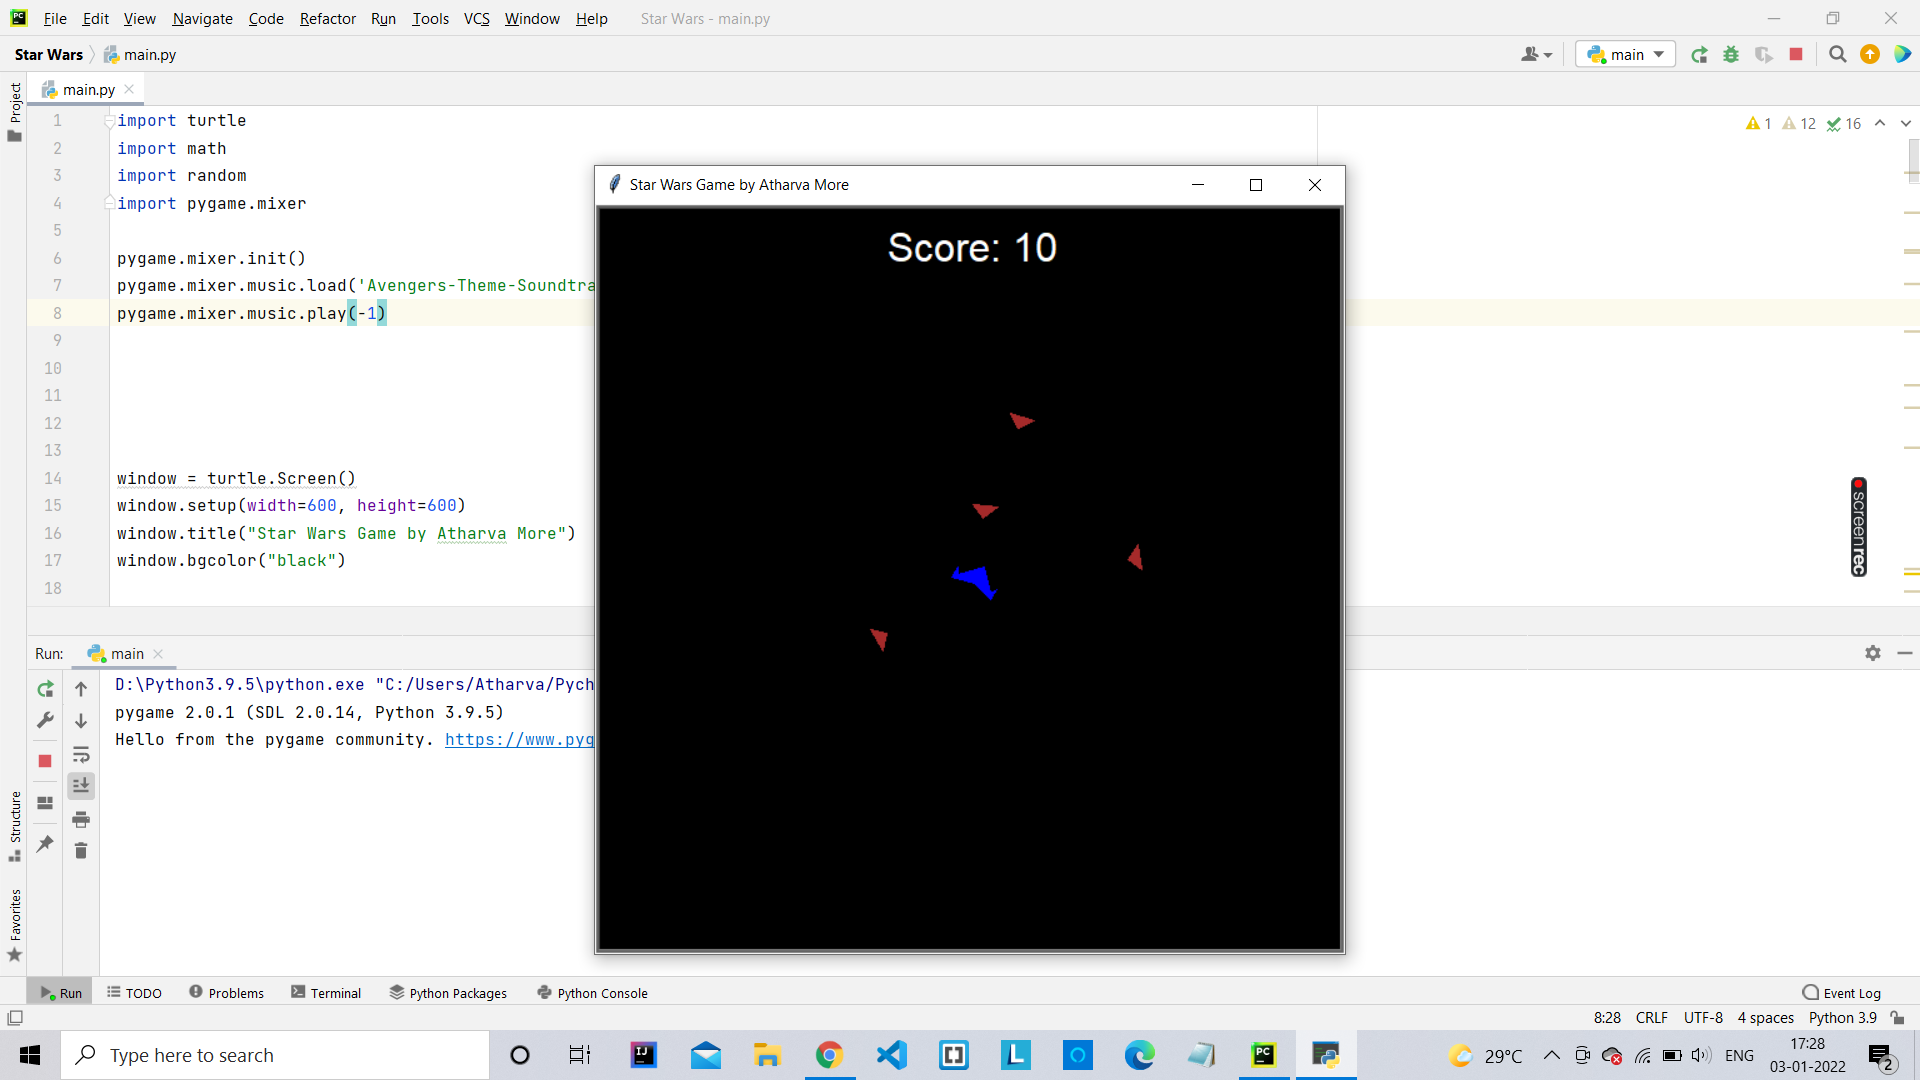 File Edit View Navigate Code Refactor Run Tools VCS Window Help Star Wars - main.py
Star Wars main.py main
Project
main.py
1 import turtle
1 12 16
2 import math
3 import random
4 import pygame.mixer
5
6 pygame.mixer.init()
7 pygame.mixer.music.load('Avengers-Theme-Soundtra
8 pygame.mixer.music.play(-1)
9
10
11
12
13
14 window = turtle.Screen()
15 window.setup(width=600, height=600)
16 window.title("Star Wars Game by Atharva More")
17 window.bgcolor("black")
18
Star Wars Game by Atharva More
Score: 10
screenrec
Run: main
D:\Python3.9.5\python.exe "C:/Users/Atharva/Pych
pygame 2.0.1 (SDL 2.0.14, Python 3.9.5)
Hello from the pygame community. https://www.pyg
Structure
Favorites
Run TODO Problems Terminal Python Packages Python Console Event Log
8:28 CRLF UTF-8 4 spaces Python 3.9
Type here to search
29°C ENG
17:28
03-01-2022
2